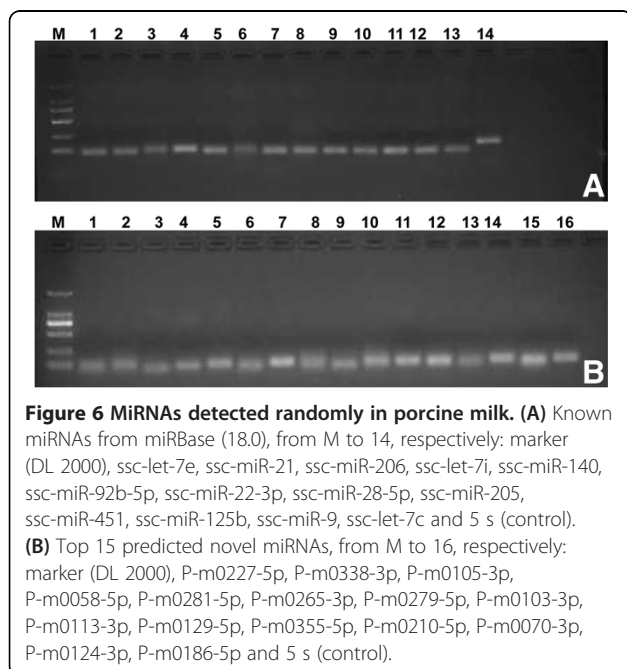 M 1 2 3 4 5 6 7 8 9 10 11 12 13 14
A
M 1 2 3 4 5 6 7 8 9 10 11 12 13 14 15 16
B
Figure 6 MiRNAs detected randomly in porcine milk. (A) Known
miRNAs from miRBase (18.0), from M to 14, respectively: marker
(DL 2000), ssc-let-7e, ssc-miR-21, ssc-miR-206, ssc-let-7i, ssc-miR-140,
ssc-miR-92b-5p, ssc-miR-22-3p, ssc-miR-28-5p, ssc-miR-205,
ssc-miR-451, ssc-miR-125b, ssc-miR-9, ssc-let-7c and 5 s (control).
(B) Top 15 predicted novel miRNAs, from M to 16, respectively:
marker (DL 2000), P-m0227-5p, P-m0338-3p, P-m0105-3p,
P-m0058-5p, P-m0281-5p, P-m0265-3p, P-m0279-5p, P-m0103-3p,
P-m0113-3p, P-m0129-5p, P-m0355-5p, P-m0210-5p, P-m0070-3p,
P-m0124-3p, P-m0186-5p and 5 s (control).